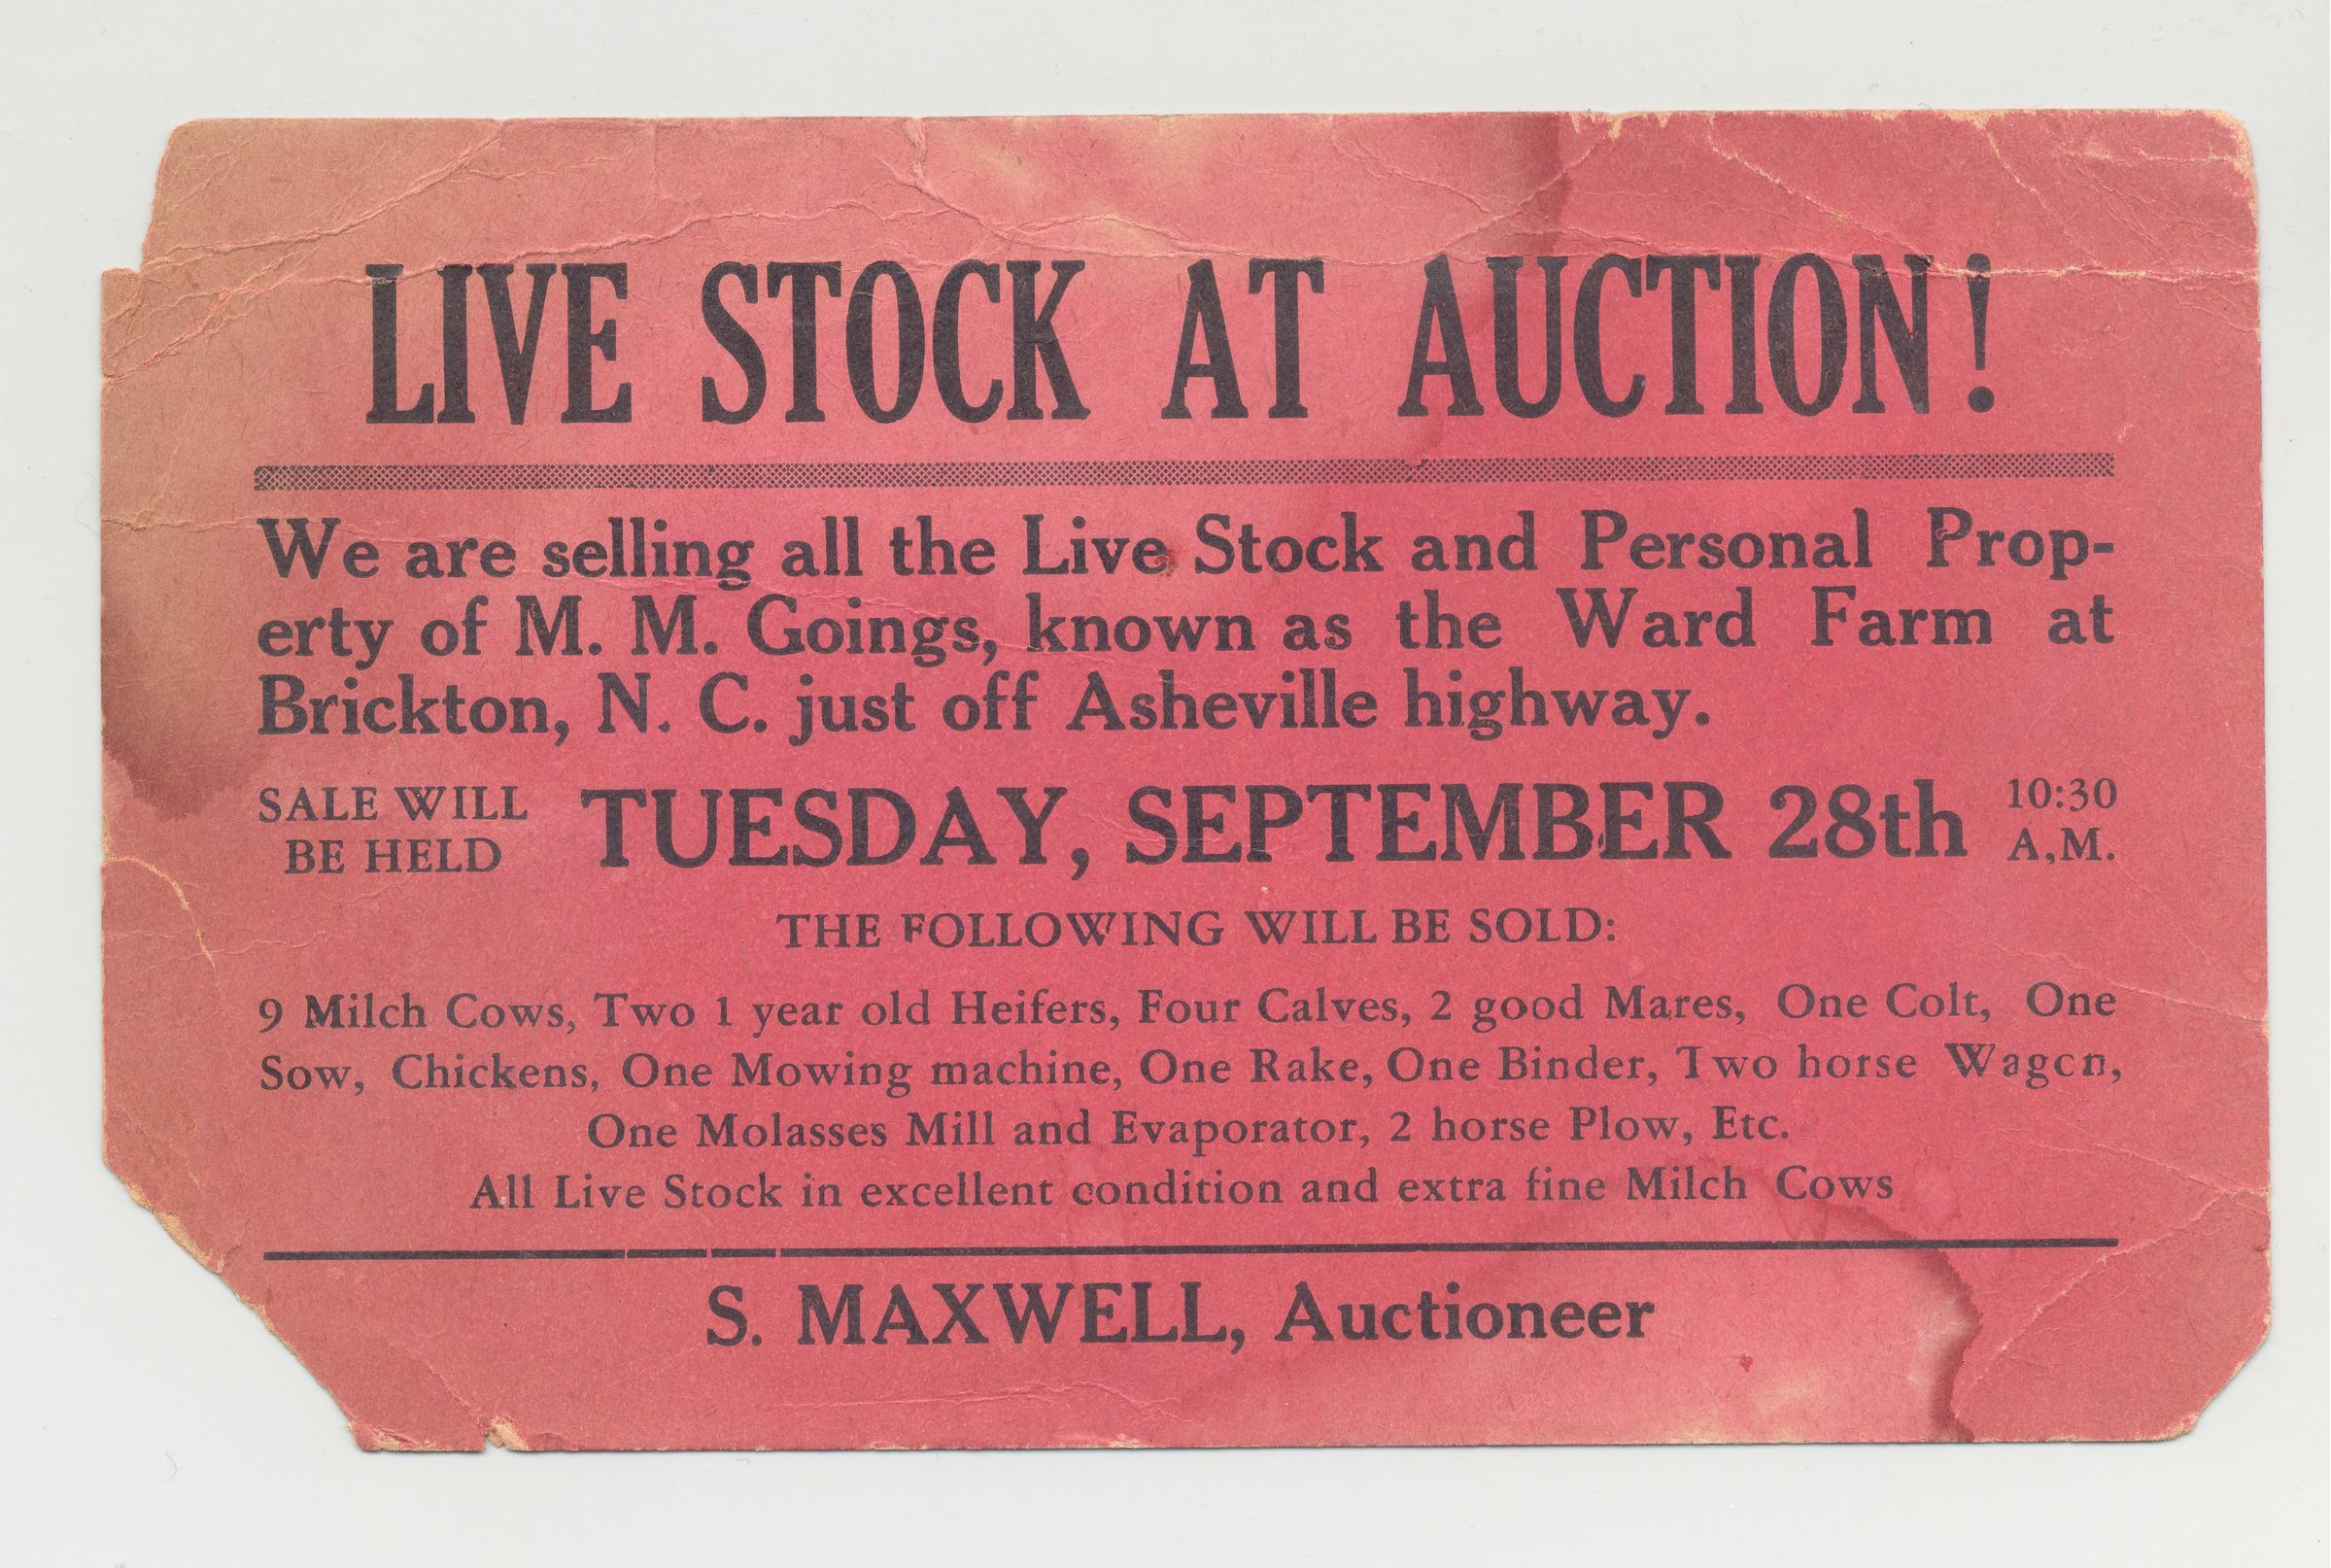 LIVE STOCK AT AUCTION!
We are selling all the Live Stock and Personal Prop-
erty of M. M. Goings, known as the Ward Farm at
Brickton, N. C. just off Asheville highway.
SALE WILL
BE HELD
TUESDAY, SEPTEMBER 28th
10:30
A.M.
THE FOLLOWING WILL BE SOLD:
9 Milch Cows, Two 1 year old Heifers, Four Calves, 2 good Mares, One Colt, One
Sow, Chickens, One Mowing machine, One Rake, One Binder, Two horse Wagon,
One Molasses Mill and Evaporator, 2 horse Plow, Etc.
All Live Stock in excellent condition and extra fine Milch Cows
S. MAXWELL, Auctioneer